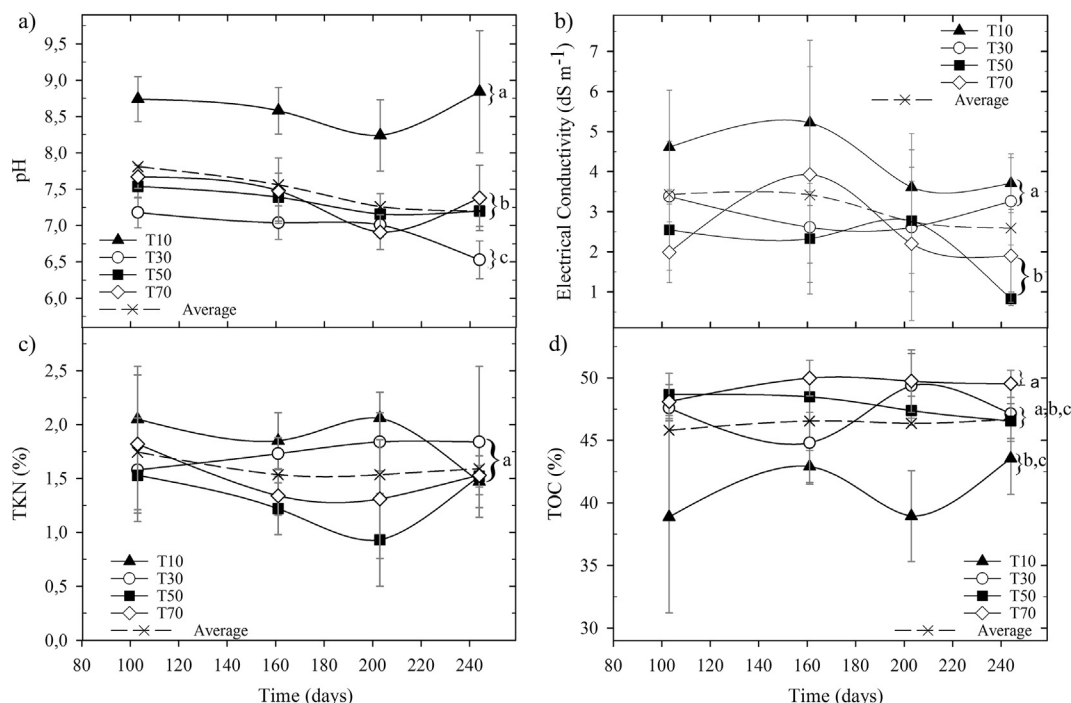 a)
pH
9,5
9,0
8,5
8,0
7,5
7,0
6,5
6,0
a
b
c
T10
T30
T50
T70
Average
b)
Electrical Conductivity (dS m⁻¹)
7
6
5
4
3
2
1
T10
T30
T50
T70
Average
a
b
c)
TKN (%)
2,5
2,0
1,5
1,0
0,5
0,0
a
T10
T30
T50
T70
Average
80 100 120 140 160 180 200 220 240
Time (days)
d)
TOC (%)
50
45
40
35
30
a
a,b,c
b,c
T10
T30
T50
T70
Average
80 100 120 140 160 180 200 220 240
Time (days)